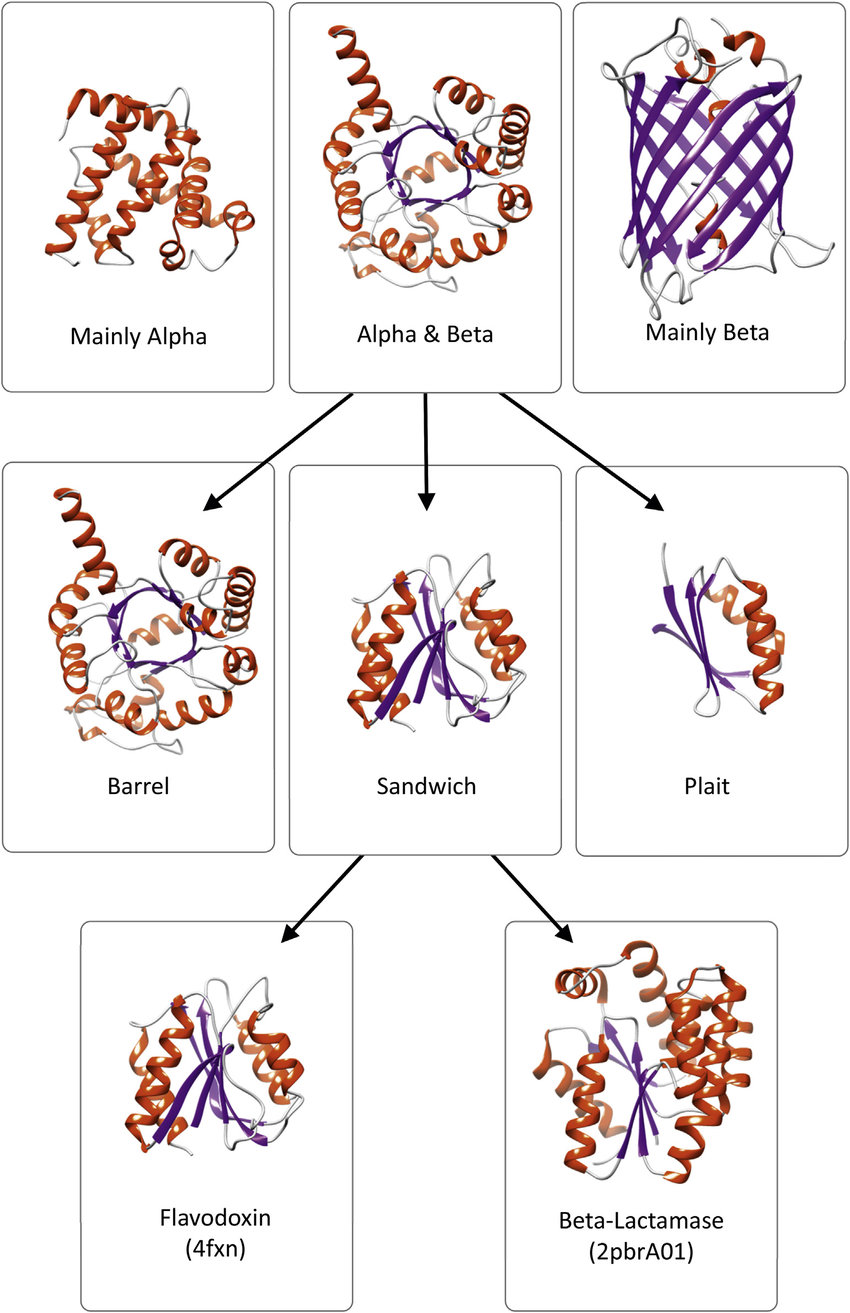 Mainly Alpha
Alpha & Beta
Mainly Beta
Barrel
Sandwich
Plait
Flavodoxin
(4fxn)
Beta-Lactamase
(2pbrA01)